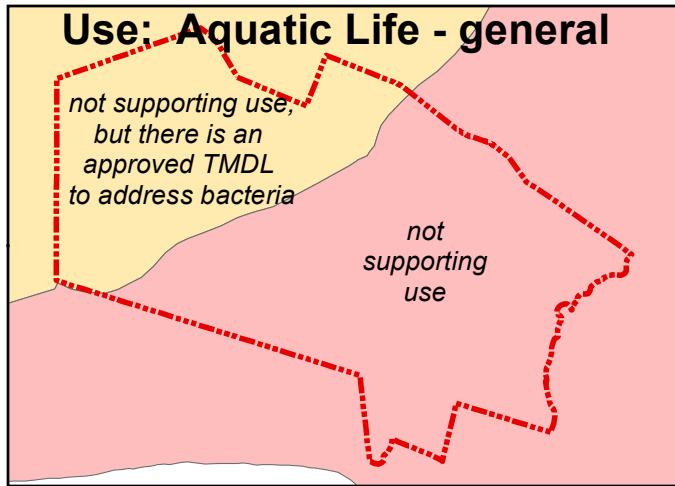 Use: Aquatic Life - general
not supporting use,
but there is an
approved TMDL
to address bacteria
not
supporting
use